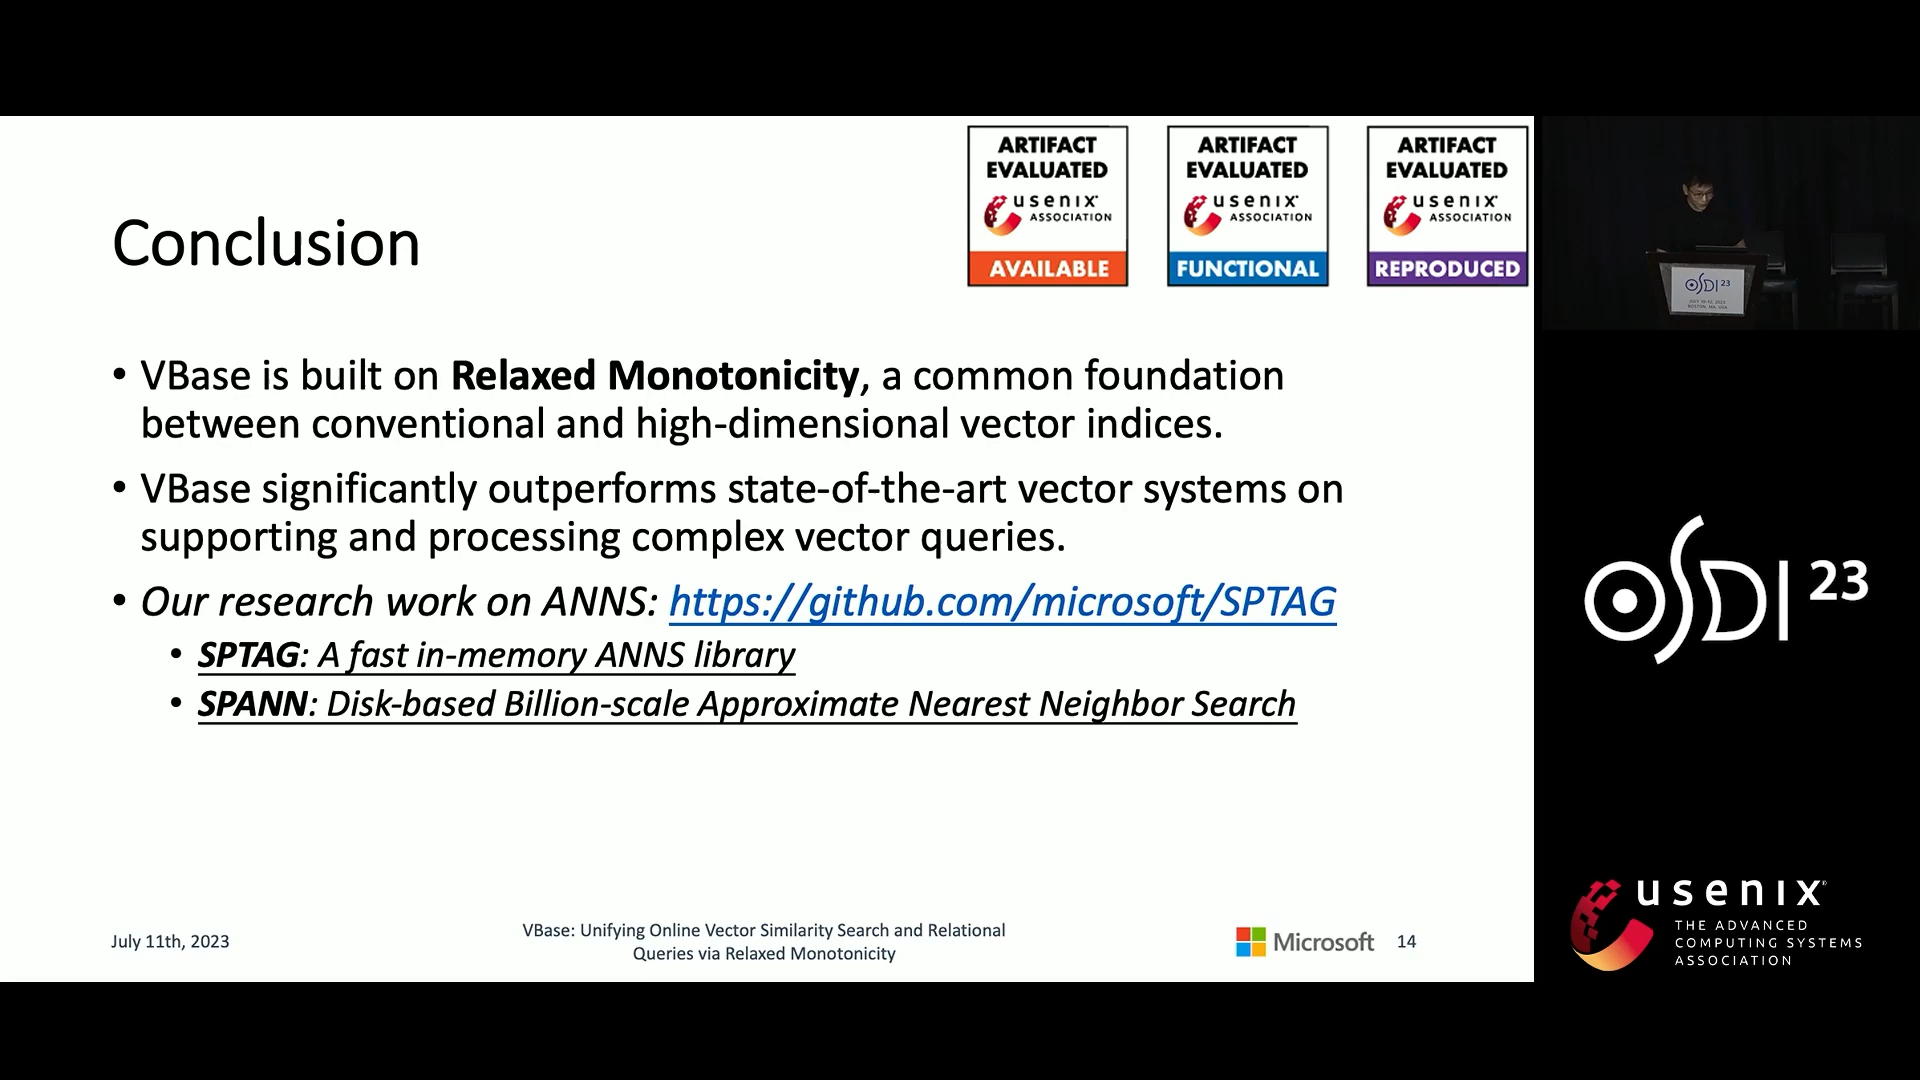 ARTIFACT
EVALUATED
usenix
ASSOCIATION
AVAILABLE
ARTIFACT
EVALUATED
usenix
ASSOCIATION
FUNCTIONAL
ARTIFACT
EVALUATED
usenix
ASSOCIATION
REPRODUCED
Conclusion
• VBase is built on Relaxed Monotonicity, a common foundation
between conventional and high-dimensional vector indices.
• VBase significantly outperforms state-of-the-art vector systems on
supporting and processing complex vector queries.
• Our research work on ANNS: https://github.com/microsoft/SPTAG
• SPTAG: A fast in-memory ANNS library
• SPANN: Disk-based Billion-scale Approximate Nearest Neighbor Search
July 11th, 2023
VBase: Unifying Online Vector Similarity Search and Relational
Queries via Relaxed Monotonicity
Microsoft
14
OSDI 23
OSDI 23
usenix
THE ADVANCED
COMPUTING SYSTEMS
ASSOCIATION